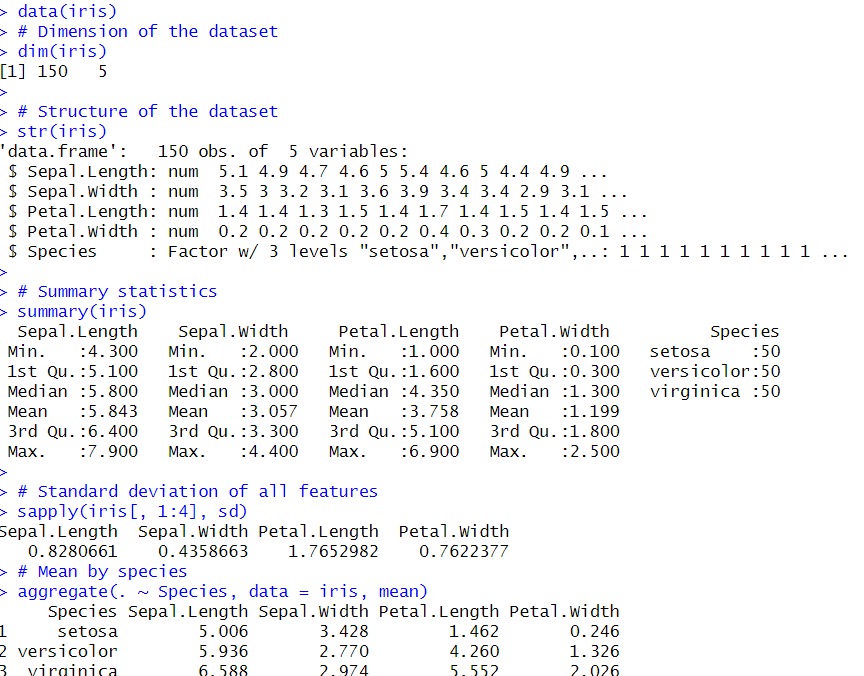 > data(iris)
> # Dimension of the dataset
> dim(iris)
[1] 150   5
>
> # Structure of the dataset
> str(iris)
'data.frame':   150 obs. of  5 variables:
 $ Sepal.Length: num  5.1 4.9 4.7 4.6 5 5.4 4.6 5 4.4 4.9 ...
 $ Sepal.Width : num  3.5 3 3.2 3.1 3.6 3.9 3.4 3.4 2.9 3.1 ...
 $ Petal.Length: num  1.4 1.4 1.3 1.5 1.4 1.7 1.4 1.5 1.4 1.5 ...
 $ Petal.Width : num  0.2 0.2 0.2 0.2 0.2 0.4 0.3 0.2 0.2 0.1 ...
 $ Species     : Factor w/ 3 levels "setosa","versicolor",..: 1 1 1 1 1 1 1 1 1 1 ...
>
> # Summary statistics
> summary(iris)
  Sepal.Length    Sepal.Width     Petal.Length    Petal.Width          Species
 Min.   :4.300   Min.   :2.000   Min.   :1.000   Min.   :0.100   setosa    :50
 1st Qu.:5.100   1st Qu.:2.800   1st Qu.:1.600   1st Qu.:0.300   versicolor:50
 Median :5.800   Median :3.000   Median :4.350   Median :1.300   virginica :50
 Mean   :5.843   Mean   :3.057   Mean   :3.758   Mean   :1.199
 3rd Qu.:6.400   3rd Qu.:3.300   3rd Qu.:5.100   3rd Qu.:1.800
 Max.   :7.900   Max.   :4.400   Max.   :6.900   Max.   :2.500
>
> # Standard deviation of all features
> sapply(iris[, 1:4], sd)
Sepal.Length  Sepal.Width Petal.Length  Petal.Width
   0.8280661    0.4358663    1.7652982    0.7622377
> # Mean by species
> aggregate(. ~ Species, data = iris, mean)
     Species Sepal.Length Sepal.Width Petal.Length Petal.Width
1     setosa        5.006       3.428        1.462       0.246
2 versicolor        5.936       2.770        4.260       1.326
3  virginica        6.588       2.974        5.552       2.026